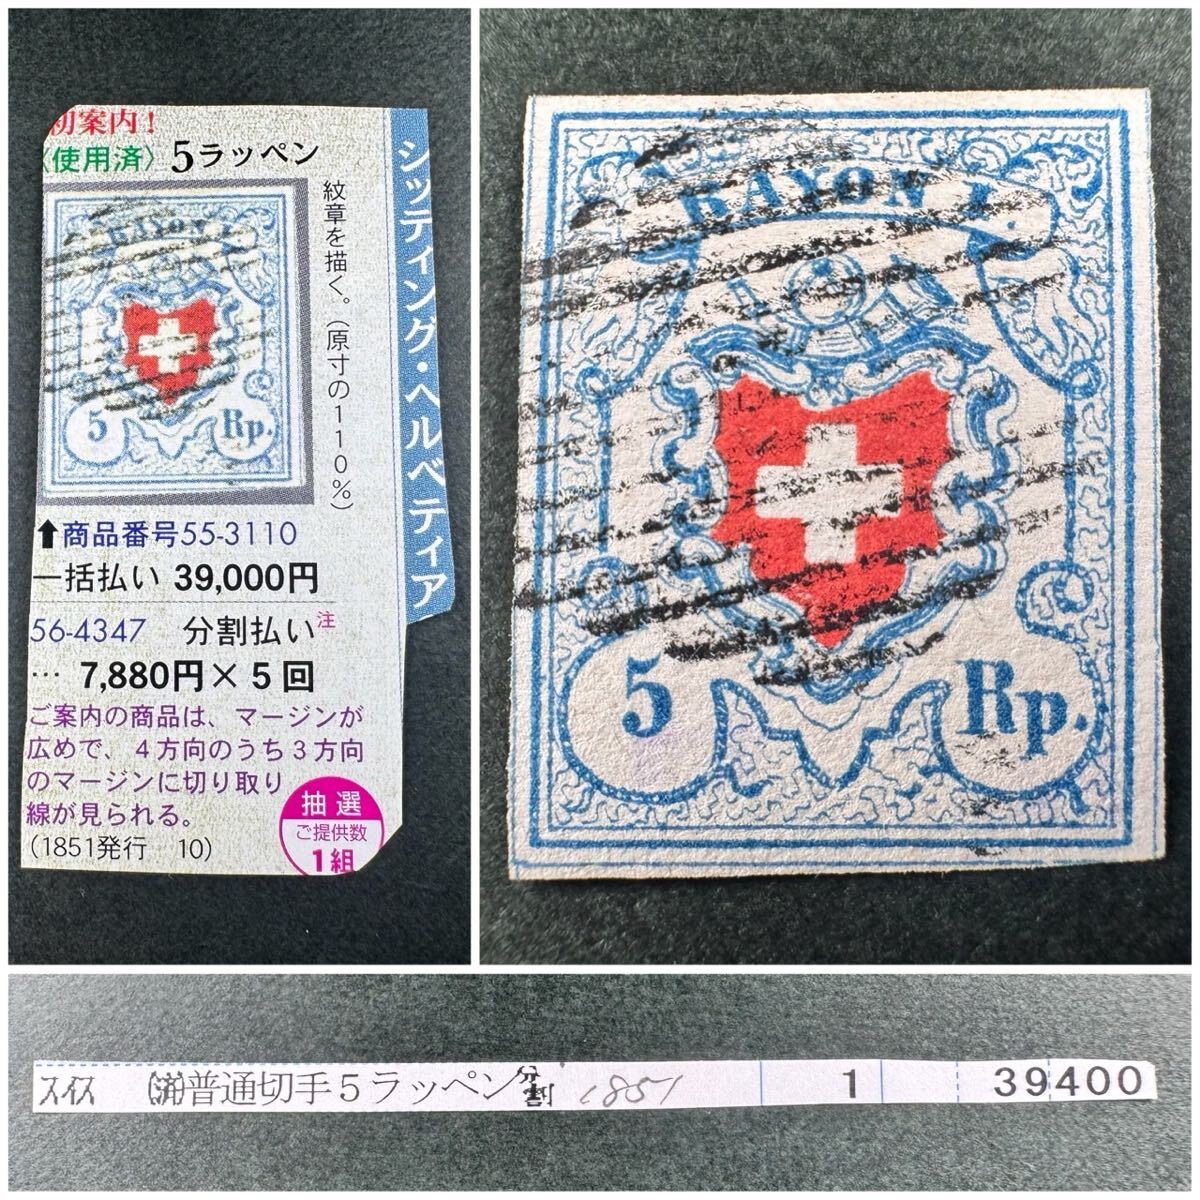 初案内！
〈使用済〉5ラッペン
紋章を描く。（原寸の110％）
シッティング・ヘルベティア
RAYON I.
5 Rp.
⬆商品番号55-3110
一括払い 39,000円
56-4347 分割払い注
… 7,880円×5回
ご案内の商品は、マージンが
広めで、4方向のうち3方向
のマージンに切り取り
線が見られる。
（1851発行 10）
抽選
ご提供数
1組
RAYON I.
5 Rp.
スイス (済)普通切手5ラッペン分割 1851 1 39400